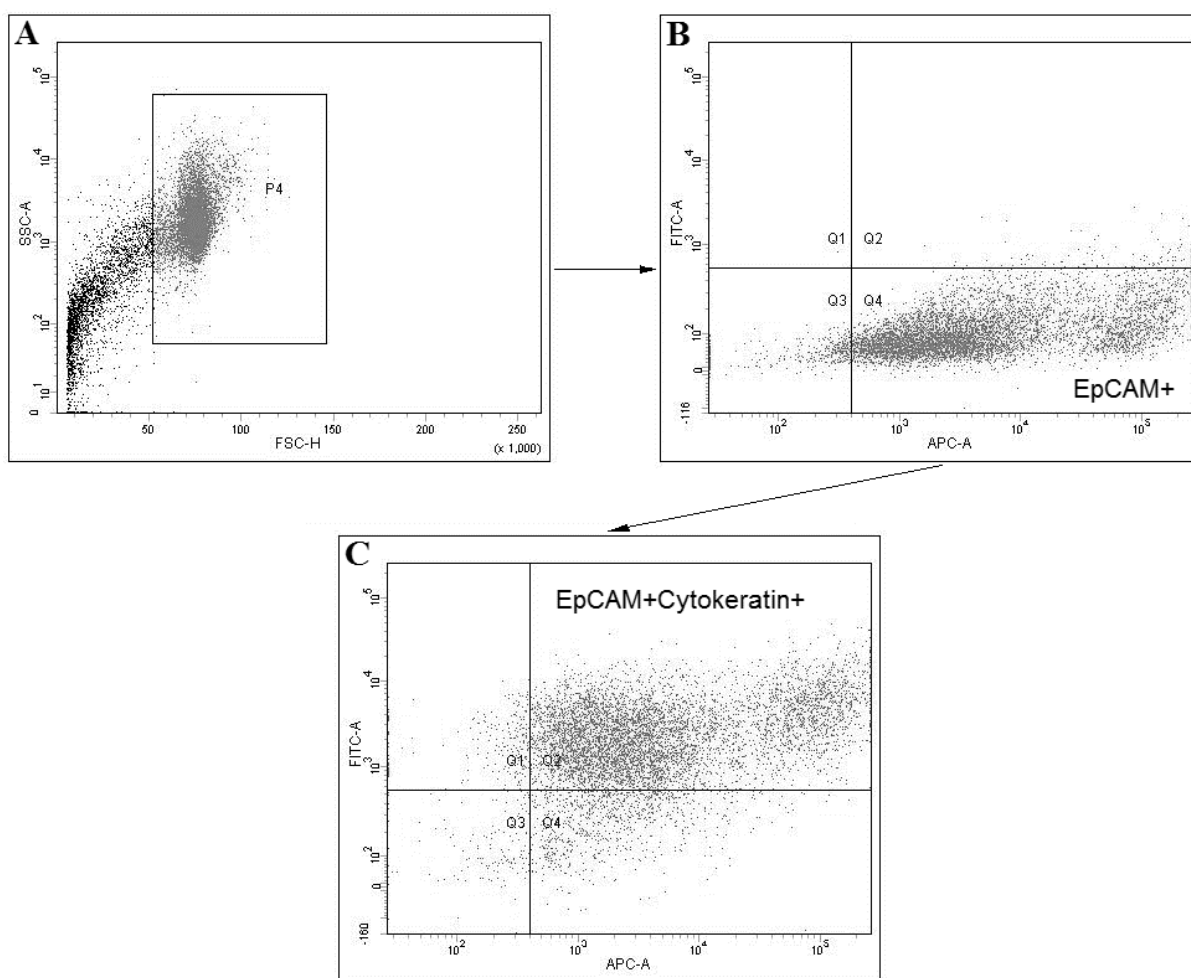 A
10^5
10^4
10^3
10^2
10^1
0
SSC-A
P4
50 100 150 200 250
FSC-H
(x 1,000)
B
10^5
10^4
10^3
10^2
0
-116
FITC-A
Q1 Q2
Q3 Q4
EpCAM+
10^2 10^3 10^4 10^5
APC-A
C
EpCAM+Cytokeratin+
10^5
10^4
10^3
10^2
0
-160
FITC-A
Q1 Q2
Q3 Q4
10^2 10^3 10^4 10^5
APC-A